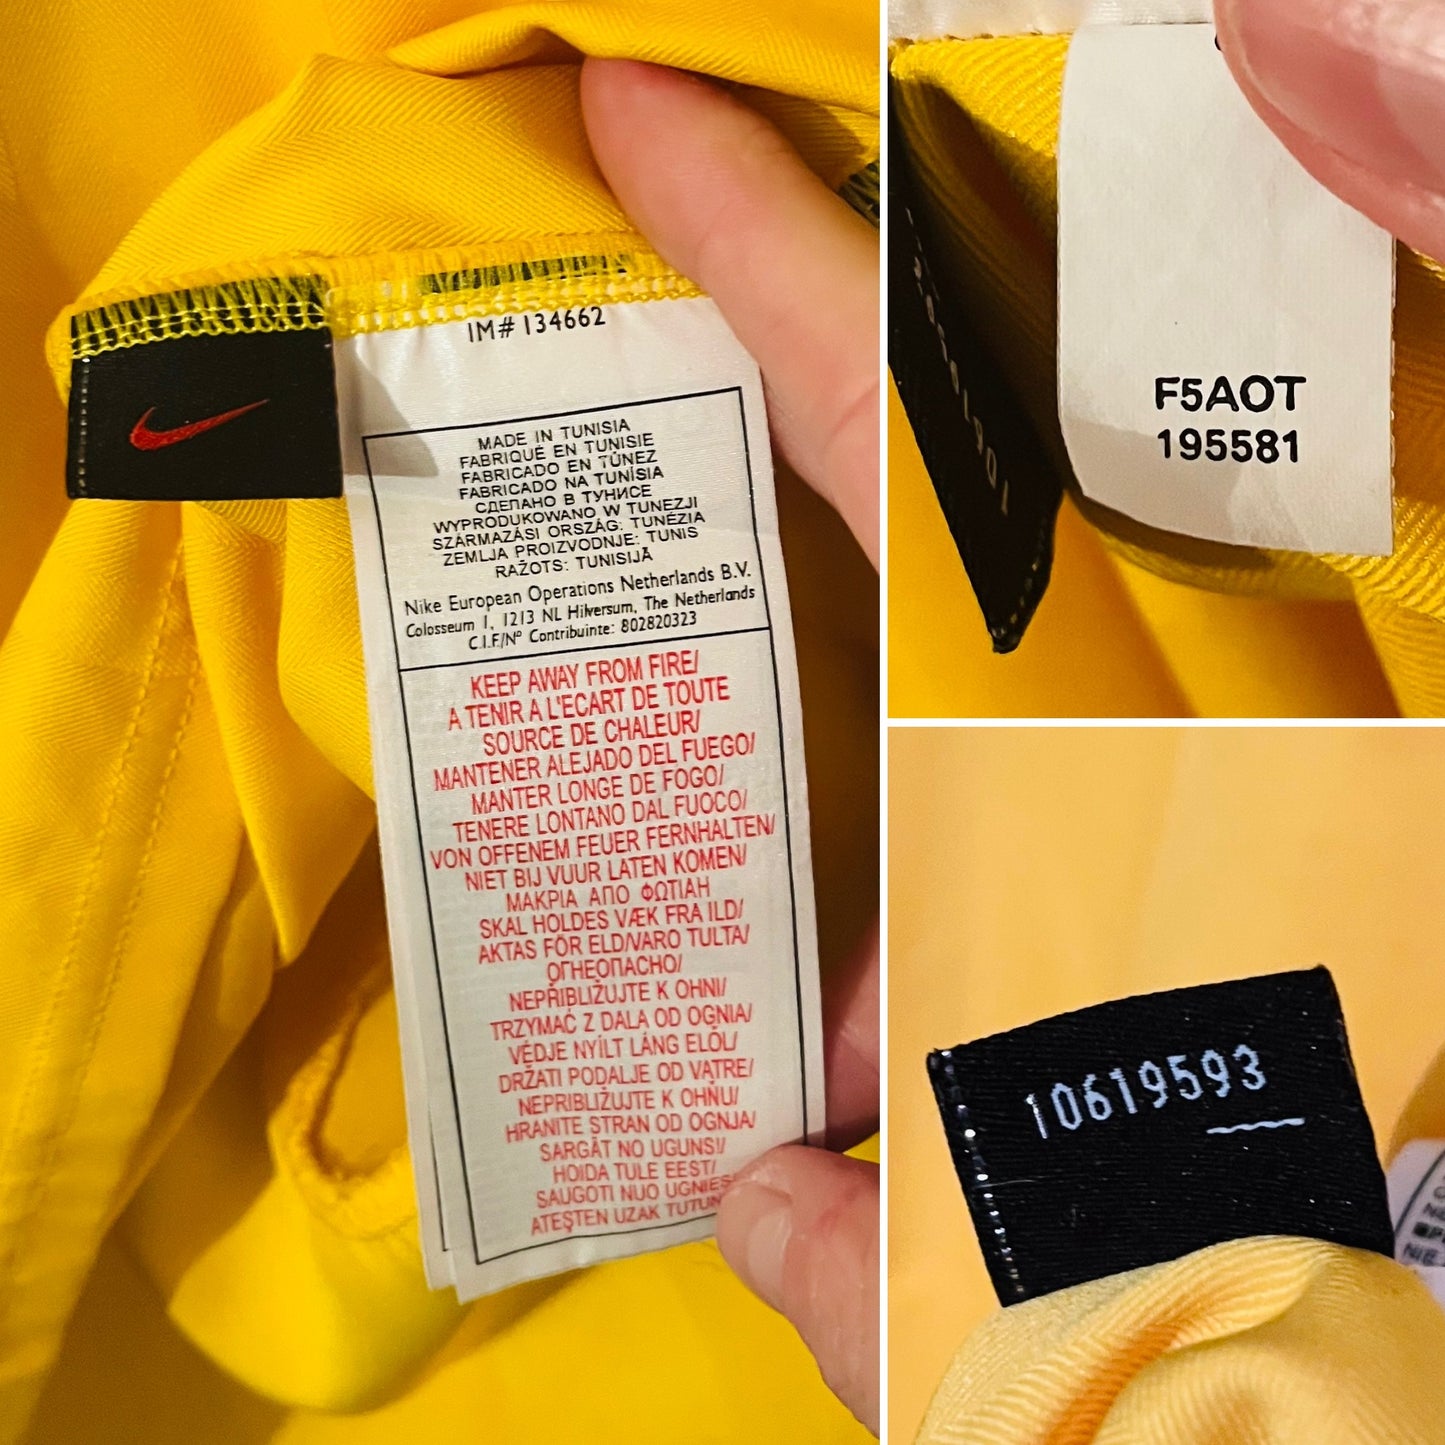 IM# 134662
MADE IN TUNISIA
FABRIQUÉ EN TUNISIE
FABRICADO EN TÚNEZ
FABRICADO NA TUNÍSIA
СДЕЛАНО В ТУНИСЕ
WYPRODUKOWANO W TUNEZJI
SZÁRMAZÁSI ORSZÁG: TUNÉZIA
ZEMLJA PROIZVODNJE: TUNIS
RAŽOTS: TUNISIJĀ
Nike European Operations Netherlands B.V.
Colosseum 1, 1213 NL Hilversum, The Netherlands
C.I.F./Nº Contribuinte: 802820323
KEEP AWAY FROM FIRE/
A TENIR A L'ECART DE TOUTE
SOURCE DE CHALEUR/
MANTENER ALEJADO DEL FUEGO/
MANTER LONGE DE FOGO/
TENERE LONTANO DAL FUOCO/
VON OFFENEM FEUER FERNHALTEN/
NIET BIJ VUUR LATEN KOMEN/
ΜΑΚΡΙΑ ΑΠΟ ΦΩΤΙΑΗ
SKAL HOLDES VÆK FRA ILD/
AKTAS FÖR ELD/VARO TULTA/
ОГНЕОПАСНО/
NEPŘIBLIŽUJTE K OHNI/
TRZYMAĆ Z DALA OD OGNIA/
VÉDJE NYÍLT LÁNG ELŐL/
DRŽATI PODALJE OD VATRE/
NEPRIBLIŽUJTE K OHŇU/
HRANITE STRAN OD OGNJA/
SARGĀT NO UGUNS!/
HOIDA TULE EEST/
SAUGOTI NUO UGNIES
ATEŞTEN UZAK TUTUN
F5AOT
195581
10619593